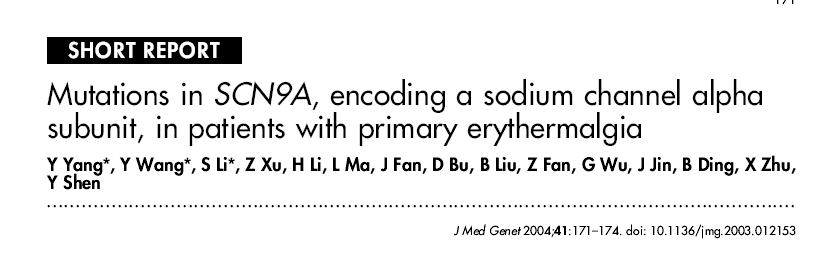 171
SHORT REPORT
Mutations in SCN9A, encoding a sodium channel alpha
subunit, in patients with primary erythermalgia
Y Yang*, Y Wang*, S Li*, Z Xu, H Li, L Ma, J Fan, D Bu, B Liu, Z Fan, G Wu, J Jin, B Ding, X Zhu,
Y Shen
J Med Genet 2004;41:171–174. doi: 10.1136/jmg.2003.012153